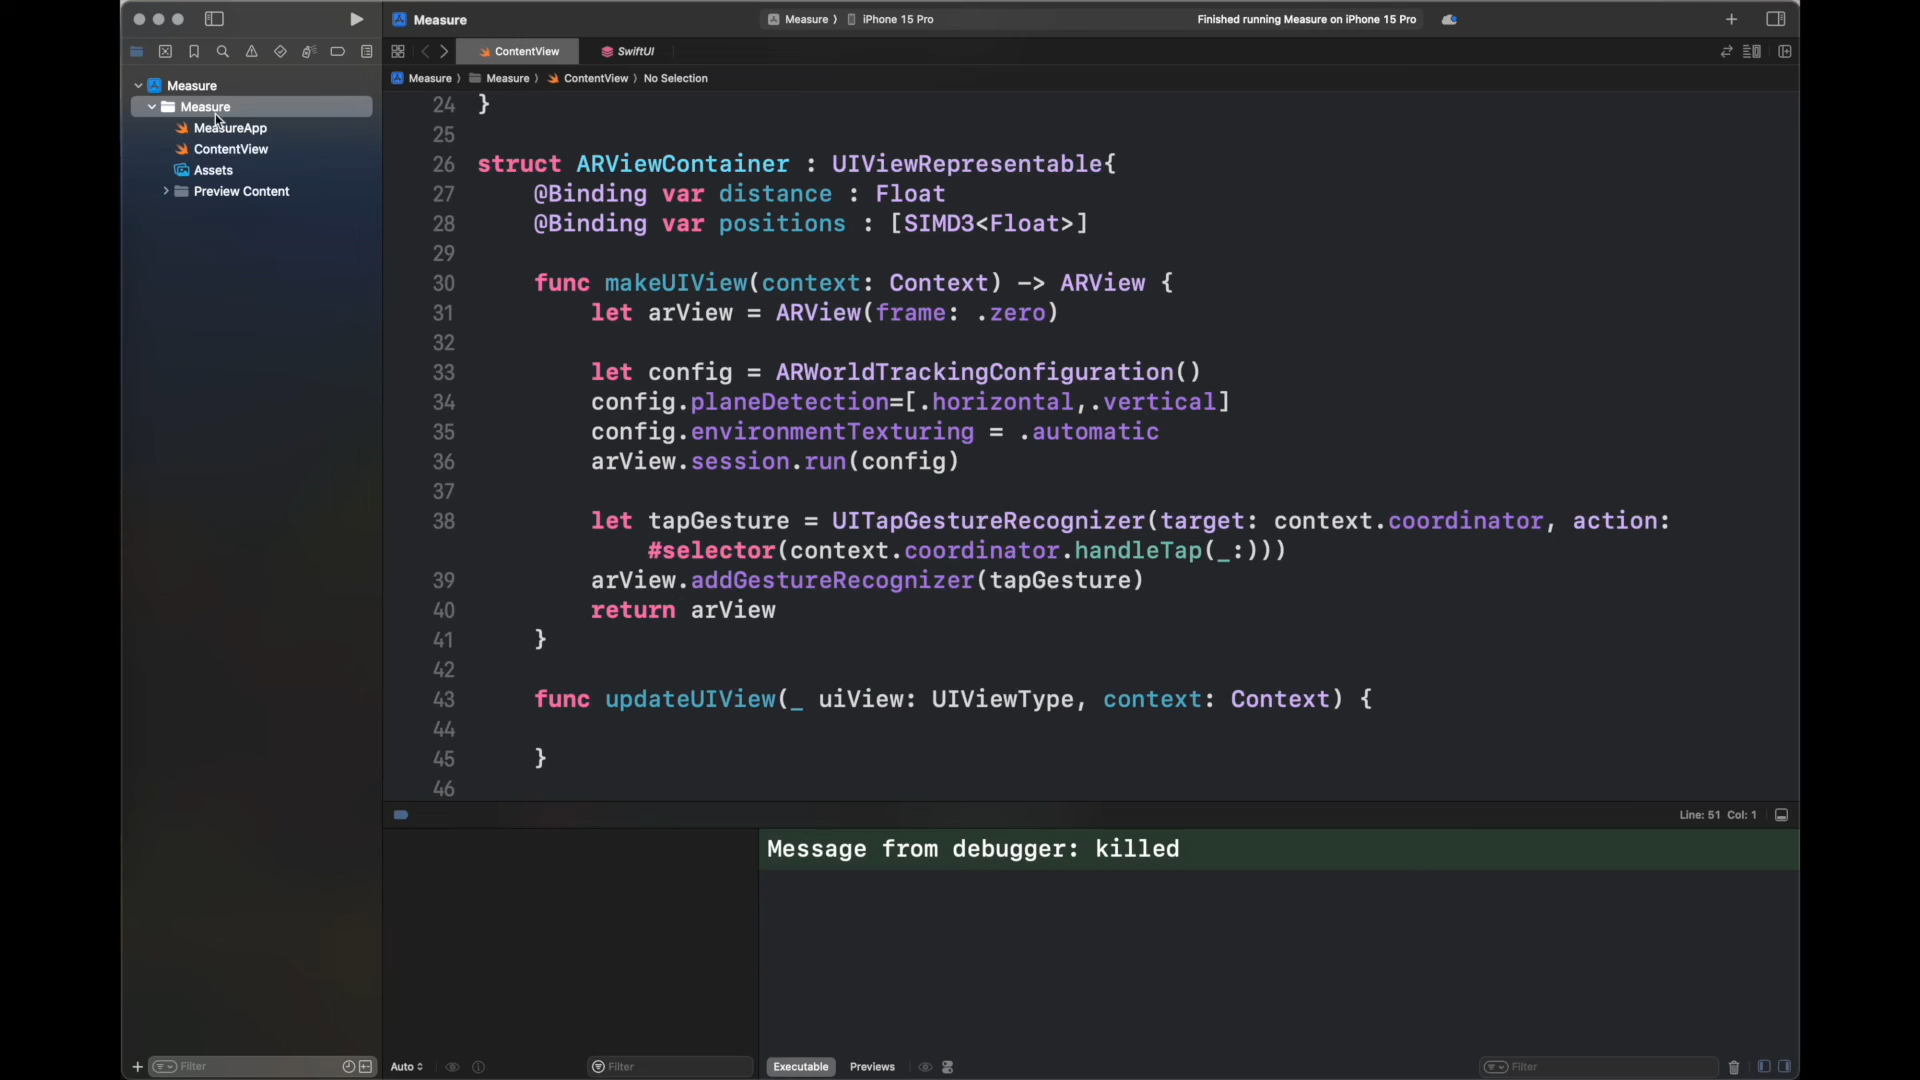 Measure
Measure 〉 iPhone 15 Pro
Finished running Measure on iPhone 15 Pro
ContentView
SwiftUI
Measure 〉 Measure 〉 ContentView 〉 No Selection
Measure
Measure
MeasureApp
ContentView
Assets
Preview Content
24 }
25
26 struct ARViewContainer : UIViewRepresentable{
27 @Binding var distance : Float
28 @Binding var positions : [SIMD3<Float>]
29
30 func makeUIView(context: Context) -> ARView {
31 let arView = ARView(frame: .zero)
32
33 let config = ARWorldTrackingConfiguration()
34 config.planeDetection=[.horizontal,.vertical]
35 config.environmentTexturing = .automatic
36 arView.session.run(config)
37
38 let tapGesture = UITapGestureRecognizer(target: context.coordinator, action:
#selector(context.coordinator.handleTap(_:)))
39 arView.addGestureRecognizer(tapGesture)
40 return arView
41 }
42
43 func updateUIView(_ uiView: UIViewType, context: Context) {
44
45 }
46
Line: 51 Col: 1
Message from debugger: killed
Filter
Auto
Filter
Executable
Previews
Filter